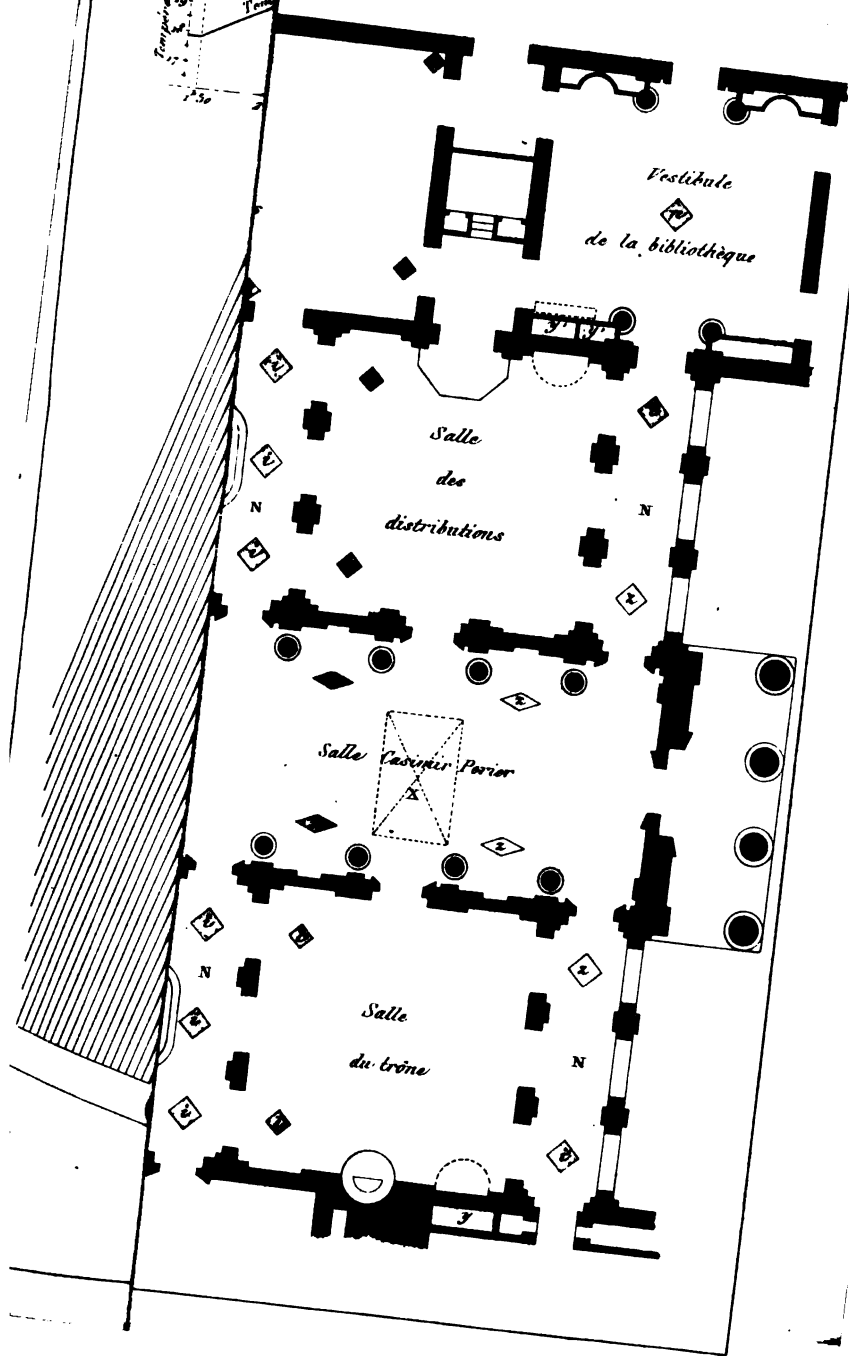 Vestibule
de la bibliothèque
y' y'
Salle
des
distributions
N
N
i
z
Salle Casimir Perier
X
z
z
N
i
z
Salle
du trône
N
i
y